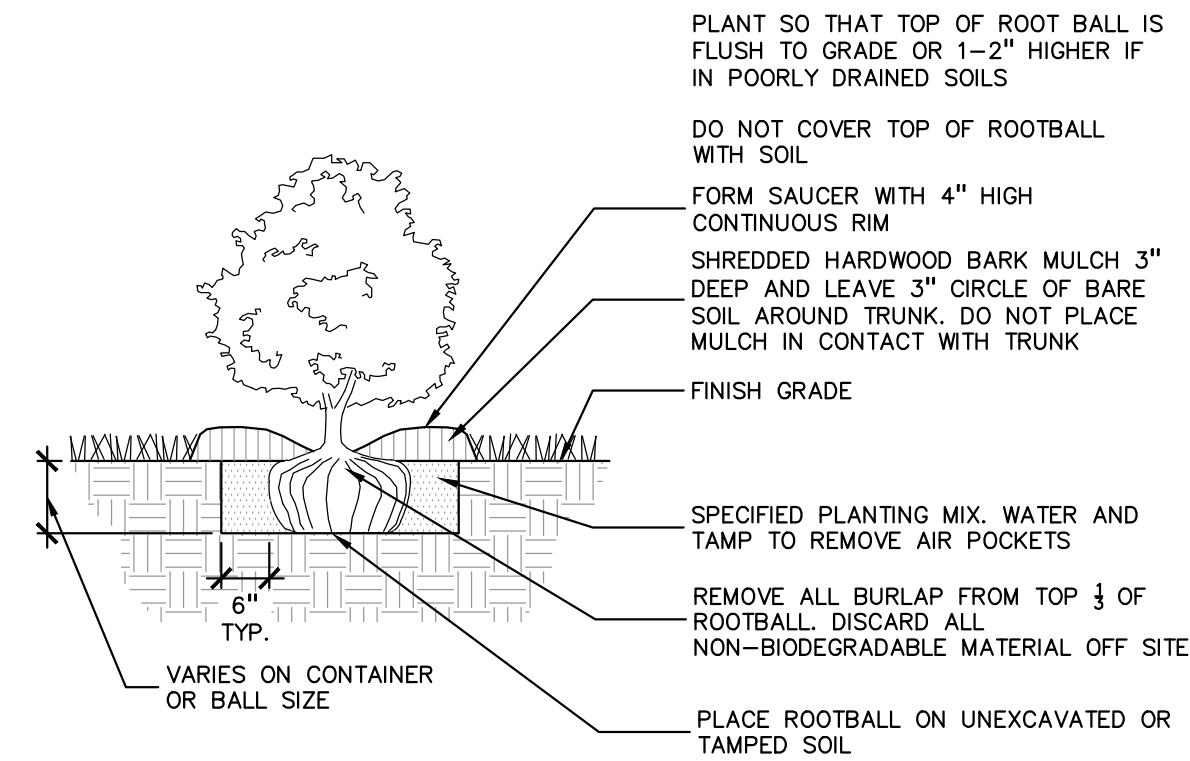 PLANT SO THAT TOP OF ROOT BALL IS
FLUSH TO GRADE OR 1-2" HIGHER IF
IN POORLY DRAINED SOILS
DO NOT COVER TOP OF ROOTBALL
WITH SOIL
FORM SAUCER WITH 4" HIGH
CONTINUOUS RIM
SHREDDED HARDWOOD BARK MULCH 3"
DEEP AND LEAVE 3" CIRCLE OF BARE
SOIL AROUND TRUNK. DO NOT PLACE
MULCH IN CONTACT WITH TRUNK
FINISH GRADE
SPECIFIED PLANTING MIX. WATER AND
TAMP TO REMOVE AIR POCKETS
REMOVE ALL BURLAP FROM TOP 1/3 OF
ROOTBALL. DISCARD ALL
NON-BIODEGRADABLE MATERIAL OFF SITE
PLACE ROOTBALL ON UNEXCAVATED OR
TAMPED SOIL
6"
TYP.
VARIES ON CONTAINER
OR BALL SIZE